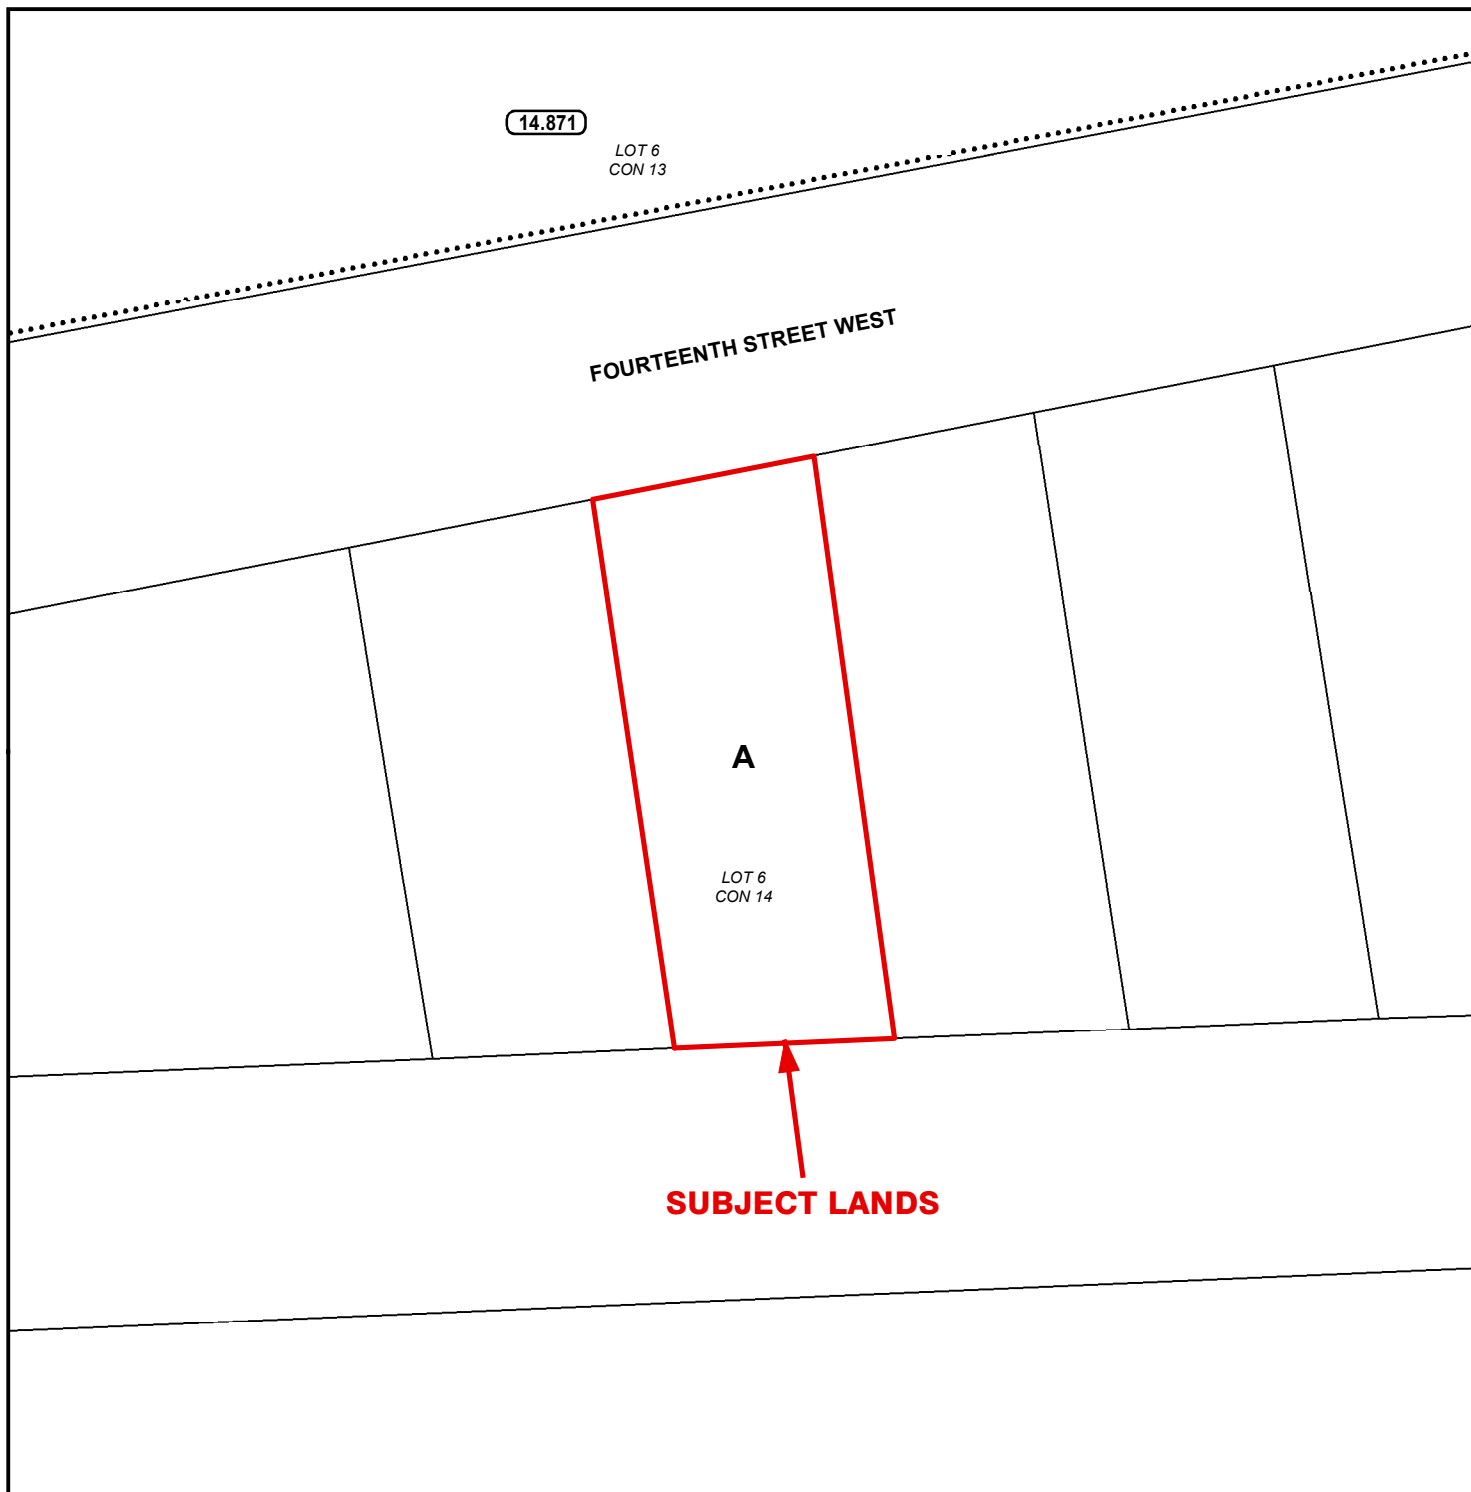 14.871
LOT 6
CON 13
FOURTEENTH STREET WEST
A
LOT 6
CON 14
SUBJECT LANDS